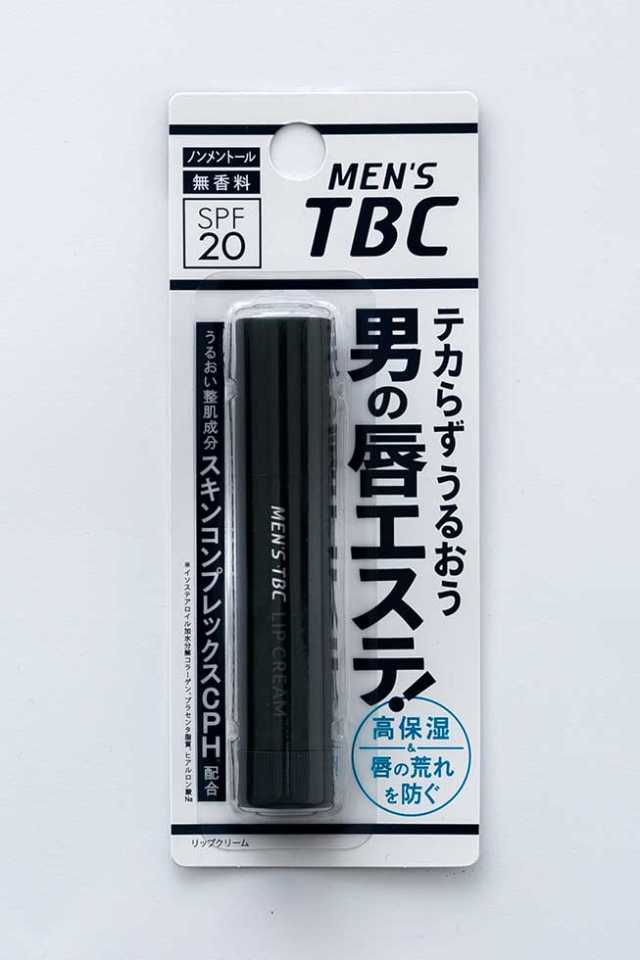 ノンメントール
無香料
SPF
20
MEN'S
TBC
テカらずうるおう
男の唇エステ!
うるおい整肌成分 スキンコンプレックスCPH※配合
※イソステアロイル加水分解コラーゲン、プラセンタ脂質、ヒアルロン酸Na
MEN'S TBC LIP CREAM
高保湿
&
唇の荒れ
を防ぐ
リップクリーム